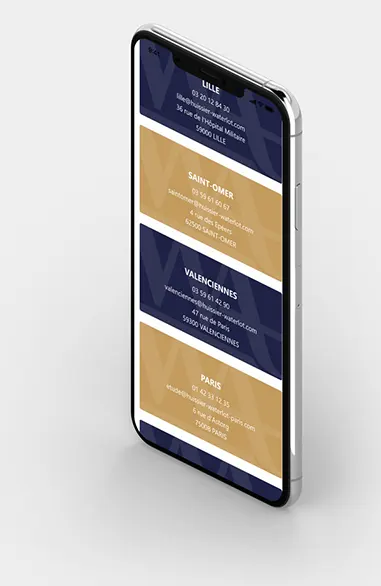 9:41
LILLE
03 20 12 84 30
lille@huissier-waterlot.com
36 rue de l'Hôpital Militaire
59000 LILLE
SAINT-OMER
03 59 61 60 67
saintomer@huissier-waterlot.com
4 rue des Epéers
62500 SAINT-OMER
VALENCIENNES
03 59 61 42 90
valenciennes@huissier-waterlot.com
47 rue de Paris
59300 VALENCIENNES
PARIS
01 42 33 12 35
etude@huissier-waterlot-paris.com
6 rue d'Astorg
75008 PARIS